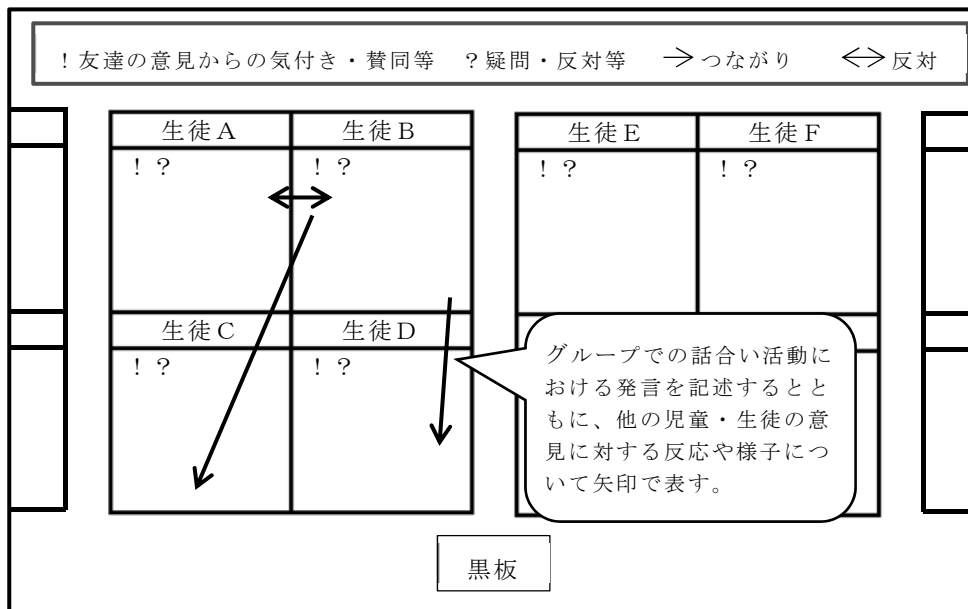 ！友達の意見からの気付き・賛同等　？疑問・反対等　→つながり　↔反対
生徒A　生徒B
！？　！？
生徒E　生徒F
！？　！？
生徒C　生徒D
！？　！？
グループでの話合い活動に
おける発言を記述するとと
もに、他の児童・生徒の意
見に対する反応や様子につ
いて矢印で表す。
黒板